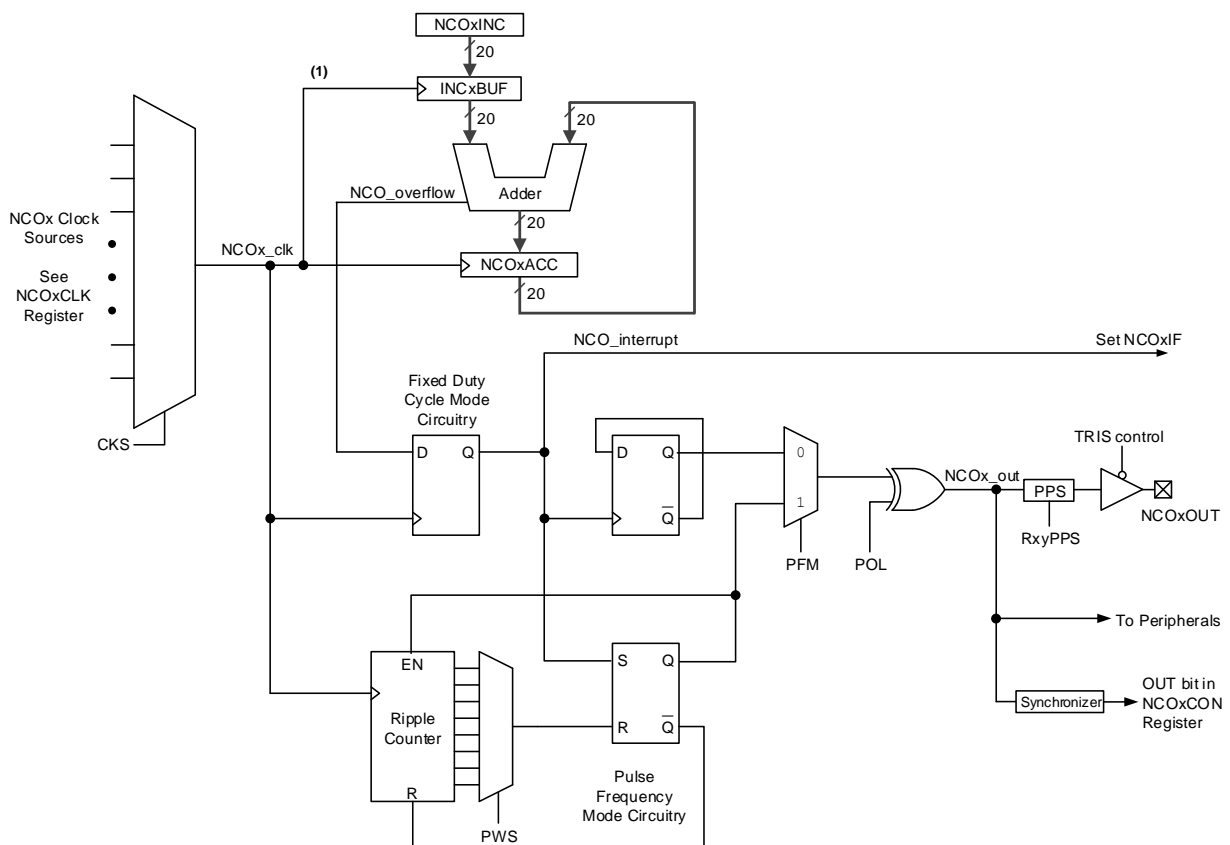 NCOxINC
20
(1)
INCxBUF
20
20
Adder
NCO_overflow
20
NCOx Clock
Sources
See
NCOxCLK
Register
NCOx_clk
NCOxACC
20
NCO_interrupt
Set NCOxIF
Fixed Duty
Cycle Mode
Circuitry
CKS
D
Q
D
Q
Q
0
1
PFM
POL
NCOx_out
TRIS control
PPS
RxyPPS
NCOxOUT
To Peripherals
EN
Ripple
Counter
R
PWS
S
Q
R
Q
Pulse
Frequency
Mode Circuitry
Synchronizer
OUT bit in
NCOxCON
Register